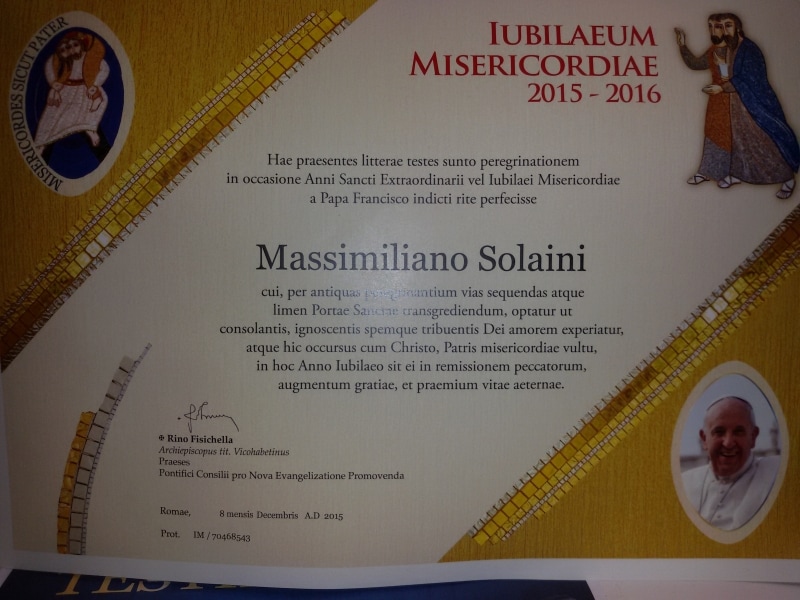 MISERICORDES SICUT PATER
IUBILAEUM
MISERICORDIAE
2015 - 2016
Hae praesentes litterae testes sunto peregrinationem
in occasione Anni Sancti Extraordinarii vel Iubilaei Misericordiae
a Papa Francisco indicti rite perfecisse
Massimiliano Solaini
cui, per antiquas peregrinantium vias sequendas atque
limen Portae Sanctae transgrediendum, optatur ut
consolantis, ignoscentis spemque tribuentis Dei amorem experiatur,
atque hic occursus cum Christo, Patris misericordiae vultu,
in hoc Anno Iubilaeo sit ei in remissionem peccatorum,
augmentum gratiae, et praemium vitae aeternae.
✠ Rino Fisichella
Archiepiscopus tit. Vicohabetinus
Praeses
Pontifici Consilii pro Nova Evangelizatione Promovenda
Romae, 8 mensis Decembris A.D 2015
Prot. IM / 70468543